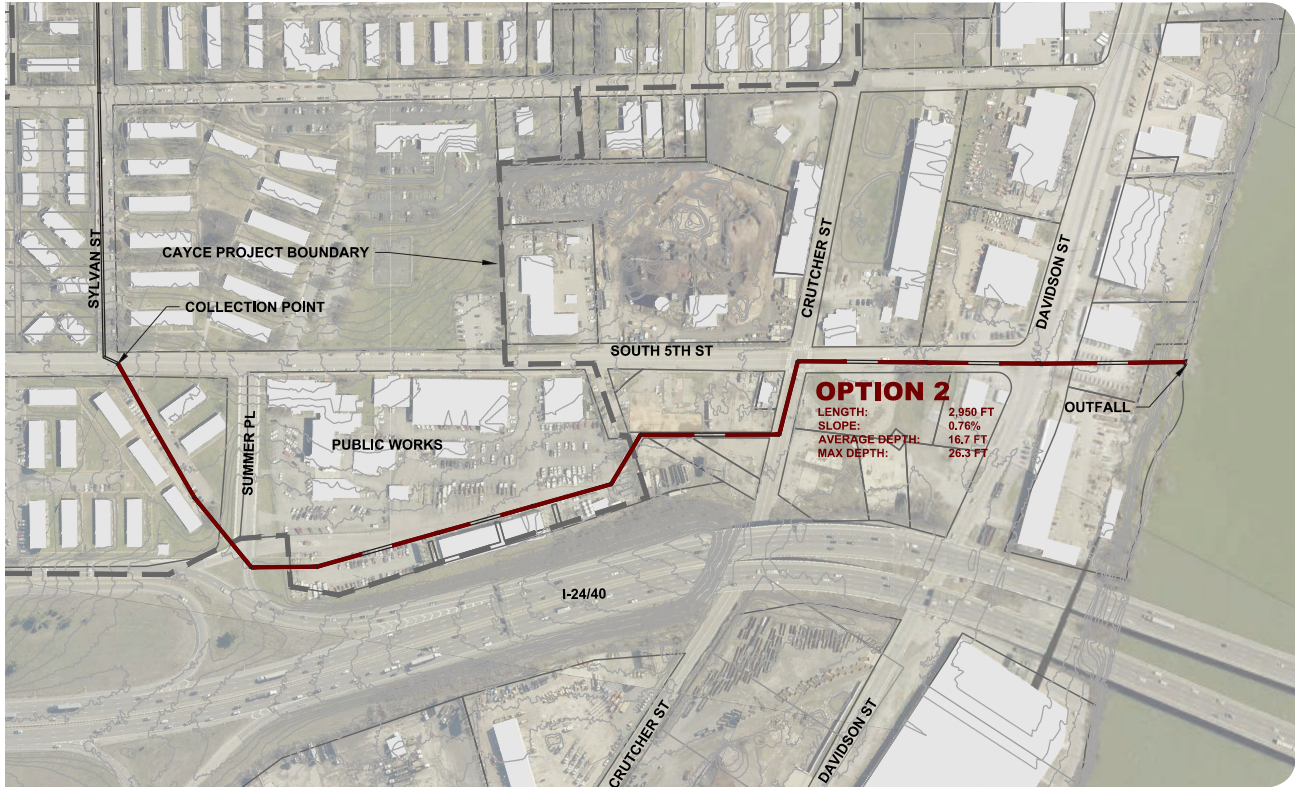 SYLVAN ST
CAYCE PROJECT BOUNDARY
COLLECTION POINT
CRUTCHER ST
DAVIDSON ST
SOUTH 5TH ST
OPTION 2
LENGTH: 2,950 FT
SLOPE: 0.76%
AVERAGE DEPTH: 16.7 FT
MAX DEPTH: 26.3 FT
OUTFALL
SUMMER PL
PUBLIC WORKS
I-24/40
CRUTCHER ST
DAVIDSON ST